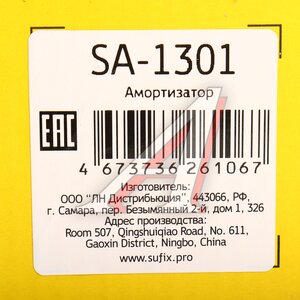 SA-1301
Амортизатор
EAC
4 673736 261067
Изготовитель:
ООО "ЛН Дистрибьюция", 443066, РФ,
г. Самара, пер. Безымянный 2-й, дом 1, 326
Адрес производства:
Room 507, Qingshuiqiao Road, No. 611,
Gaoxin District, Ningbo, China
www.sufix.pro